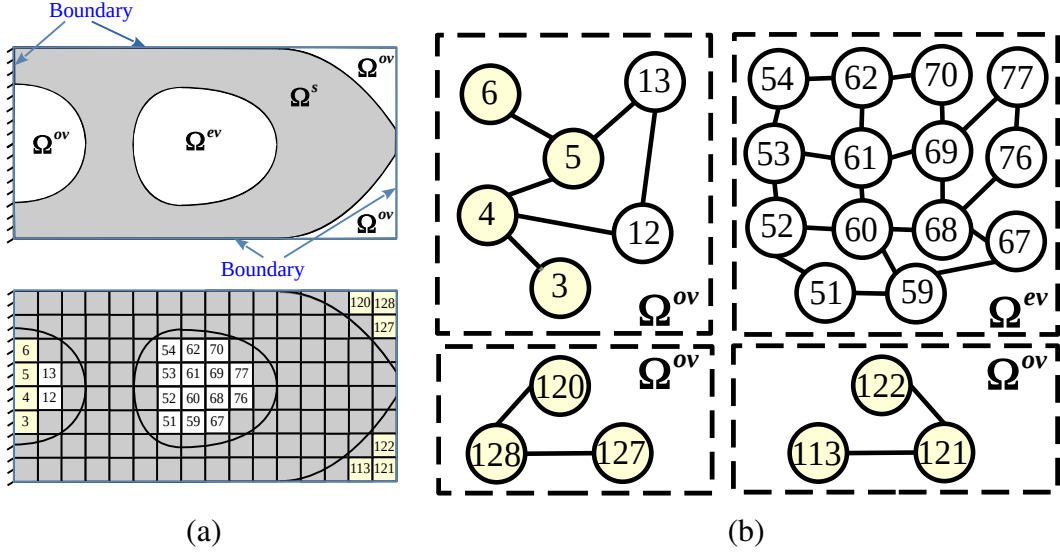 Boundary
Ω^ov
Ω^s
Ω^ov
Ω^ev
Ω^ov
Boundary
120 128
127
6 54 62 70
5 13 53 61 69 77
4 12 52 60 68 76
3 51 59 67
122
113 121
(a)
6 13
5
4 12
3
Ω^ov
54 62 70 77
53 61 69 76
52 60 68 67
51 59
Ω^ev
120
Ω^ov
128 127
122
Ω^ov
113 121
(b)